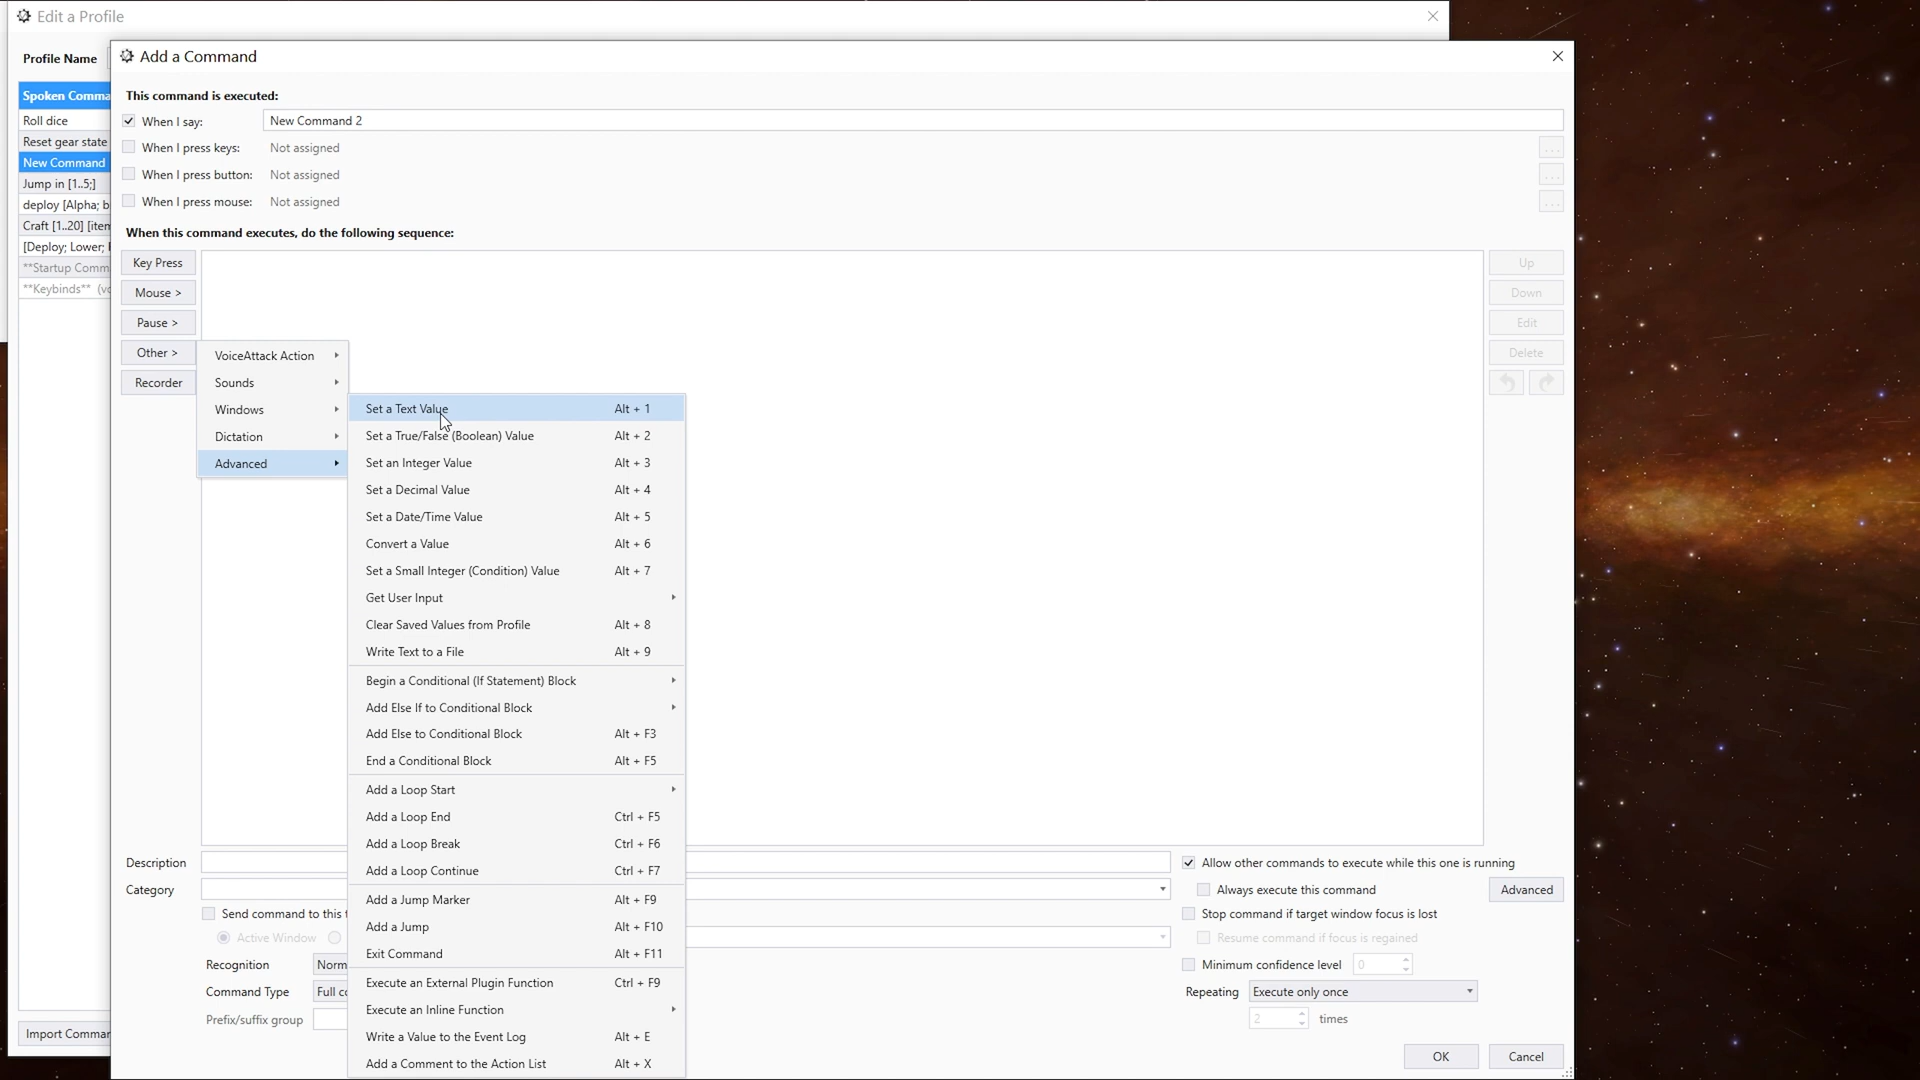 Edit a Profile
Profile Name
Add a Command
Spoken Comma
Roll dice
Reset gear state
New Command
Jump in [1..5;]
deploy [Alpha; b
Craft [1..20] [iten
[Deploy; Lower;
**Startup Comm
**Keybinds** (vo
Import Commar
This command is executed:
When I say: New Command 2
When I press keys: Not assigned ...
When I press button: Not assigned ...
When I press mouse: Not assigned ...
When this command executes, do the following sequence:
Key Press
Mouse >
Pause >
Other >
Recorder
Up
Down
Edit
Delete
VoiceAttack Action
Sounds
Windows
Dictation
Advanced
Set a Text Value Alt + 1
Set a True/False (Boolean) Value Alt + 2
Set an Integer Value Alt + 3
Set a Decimal Value Alt + 4
Set a Date/Time Value Alt + 5
Convert a Value Alt + 6
Set a Small Integer (Condition) Value Alt + 7
Get User Input
Clear Saved Values from Profile Alt + 8
Write Text to a File Alt + 9
Begin a Conditional (If Statement) Block
Add Else If to Conditional Block
Add Else to Conditional Block Alt + F3
End a Conditional Block Alt + F5
Add a Loop Start
Add a Loop End Ctrl + F5
Add a Loop Break Ctrl + F6
Add a Loop Continue Ctrl + F7
Add a Jump Marker Alt + F9
Add a Jump Alt + F10
Exit Command Alt + F11
Execute an External Plugin Function Ctrl + F9
Execute an Inline Function
Write a Value to the Event Log Alt + E
Add a Comment to the Action List Alt + X
Description
Category
Send command to this t
Active Window
Recognition Norm
Command Type Full co
Prefix/suffix group
Allow other commands to execute while this one is running
Always execute this command
Advanced
Stop command if target window focus is lost
Resume command if focus is regained
Minimum confidence level 0
Repeating Execute only once
2 times
OK
Cancel